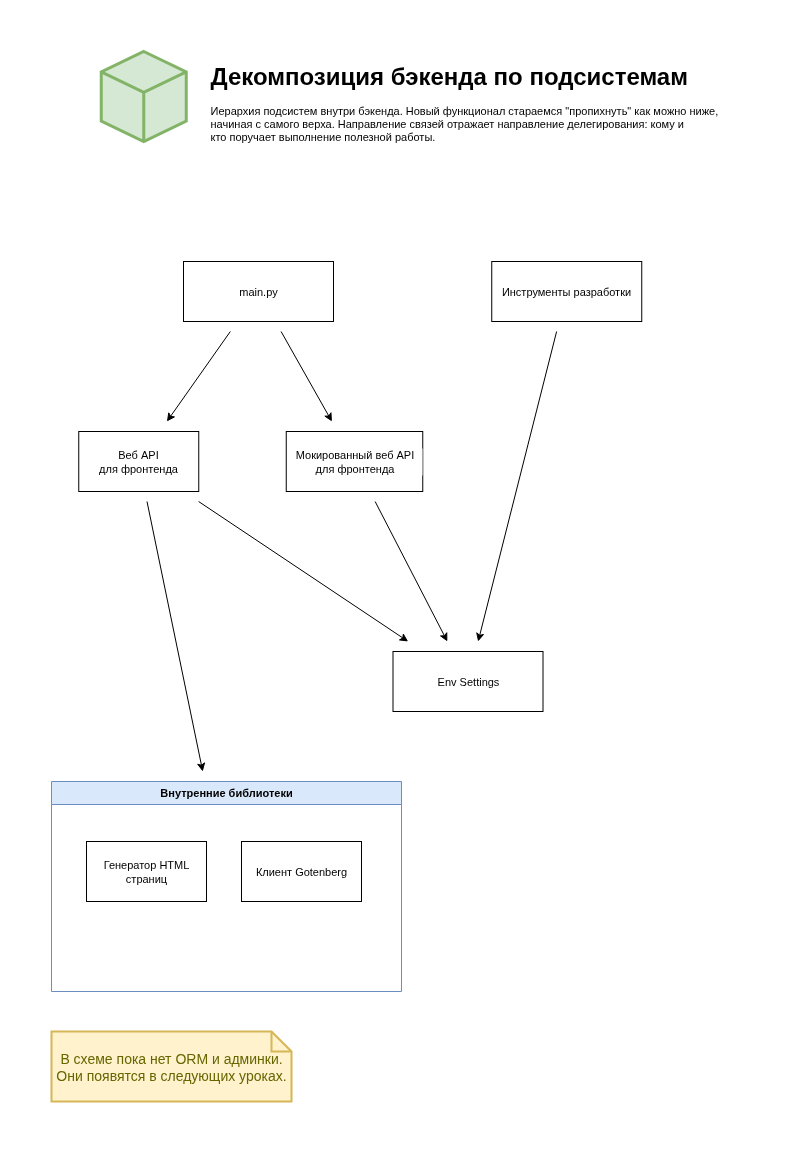 Декомпозиция бэкенда по подсистемам
Иерархия подсистем внутри бэкенда. Новый функционал стараемся "пропихнуть" как можно ниже,
начиная с самого верха. Направление связей отражает направление делегирования: кому и
кто поручает выполнение полезной работы.
main.py
Инструменты разработки
Веб API
для фронтенда
Мокированный веб API
для фронтенда
Env Settings
Внутренние библиотеки
Генератор HTML
страниц
Клиент Gotenberg
В схеме пока нет ORM и админки.
Они появятся в следующих уроках.